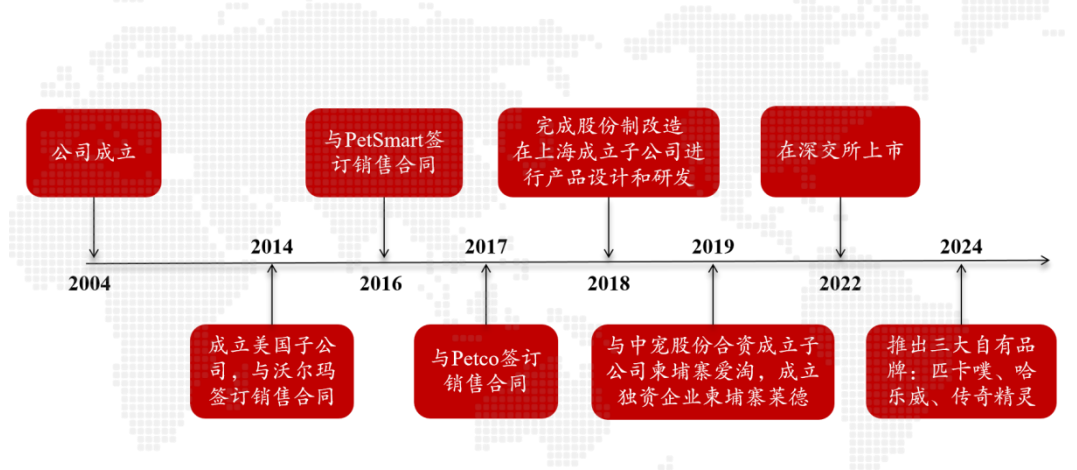 公司成立
与PetSmart签
订销售合同
完成股份制改造
在上海成立子公司进
行产品设计和研发
在深交所上市
2014
2017
2019
2024
2004
2016
2018
2022
成立美国子公
司，与沃尔玛
签订销售合同
与Petco签订
销售合同
与中宠股份合资成立子
公司柬埔寨爱淘，成立
独资企业柬埔寨莱德
推出三大自有品
牌：匹卡噗、哈
乐威、传奇精灵